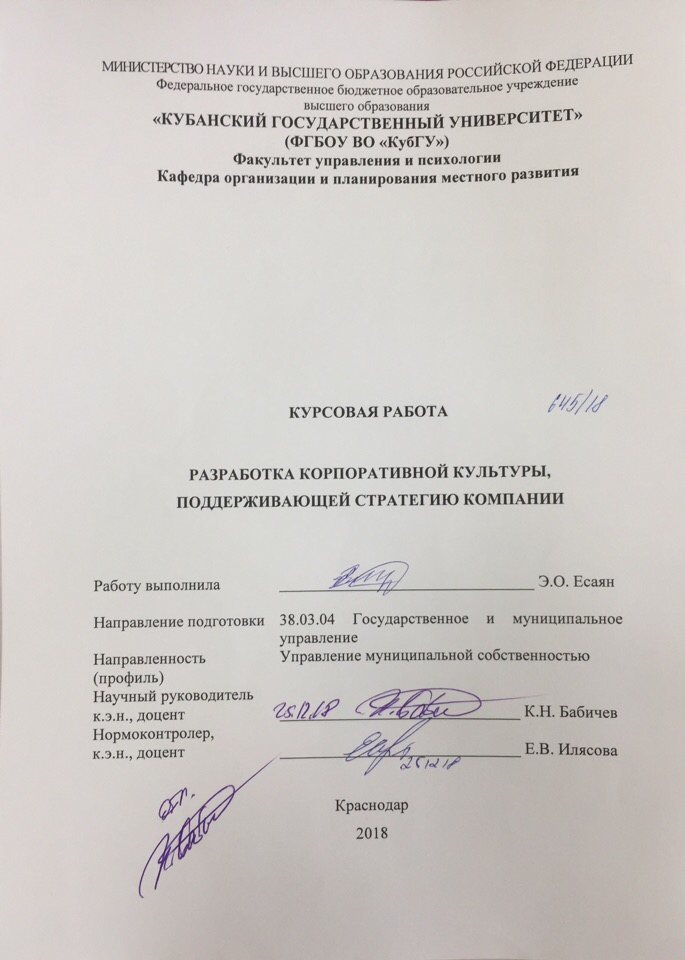 МИНИСТЕРСТВО НАУКИ И ВЫСШЕГО ОБРАЗОВАНИЯ РОССИЙСКОЙ ФЕДЕРАЦИИ
Федеральное государственное бюджетное образовательное учреждение
высшего образования
«КУБАНСКИЙ ГОСУДАРСТВЕННЫЙ УНИВЕРСИТЕТ»
(ФГБОУ ВО «КубГУ»)
Факультет управления и психологии
Кафедра организации и планирования местного развития
КУРСОВАЯ РАБОТА 645/18
РАЗРАБОТКА КОРПОРАТИВНОЙ КУЛЬТУРЫ,
ПОДДЕРЖИВАЮЩЕЙ СТРАТЕГИЮ КОМПАНИИ
Работу выполнила Э.О. Есаян
Направление подготовки 38.03.04 Государственное и муниципальное
управление
Направленность Управление муниципальной собственностью
(профиль)
Научный руководитель
к.э.н., доцент 25.12.18 К.Н. Бабичев
Нормоконтролер,
к.э.н., доцент Е.В. Илясова
25.12.18
Краснодар
2018